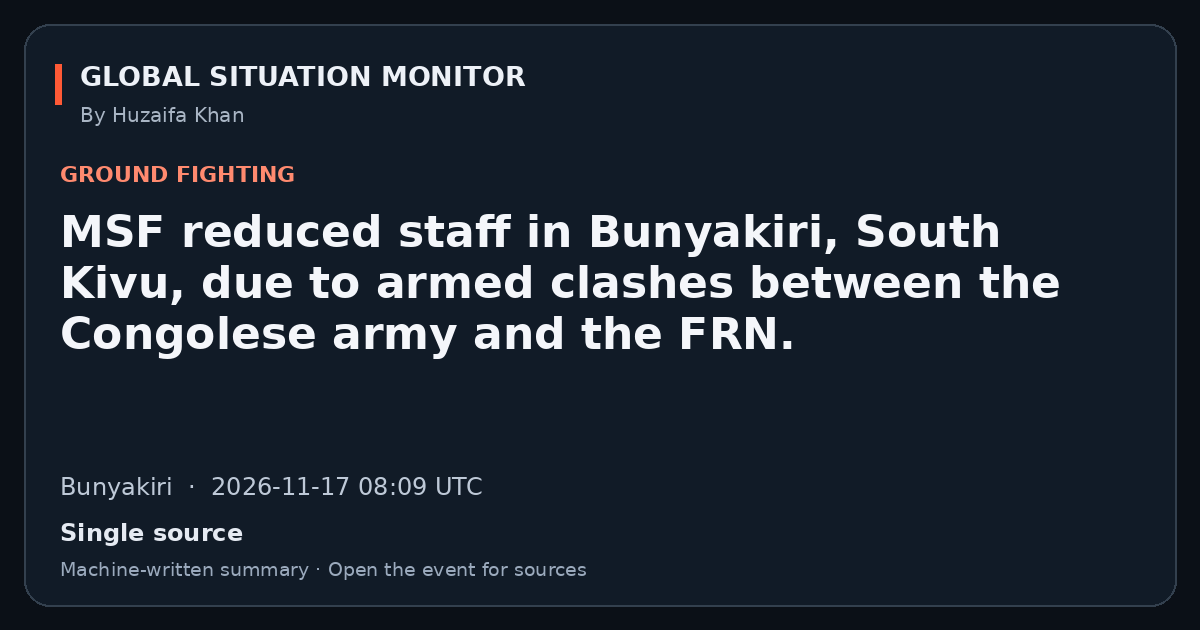 GLOBAL SITUATION MONITOR
By Huzaifa Khan
GROUND FIGHTING
MSF reduced staff in Bunyakiri, South
Kivu, due to armed clashes between the
Congolese army and the FRN.
Bunyakiri · 2026-11-17 08:09 UTC
Single source
Machine-written summary · Open the event for sources